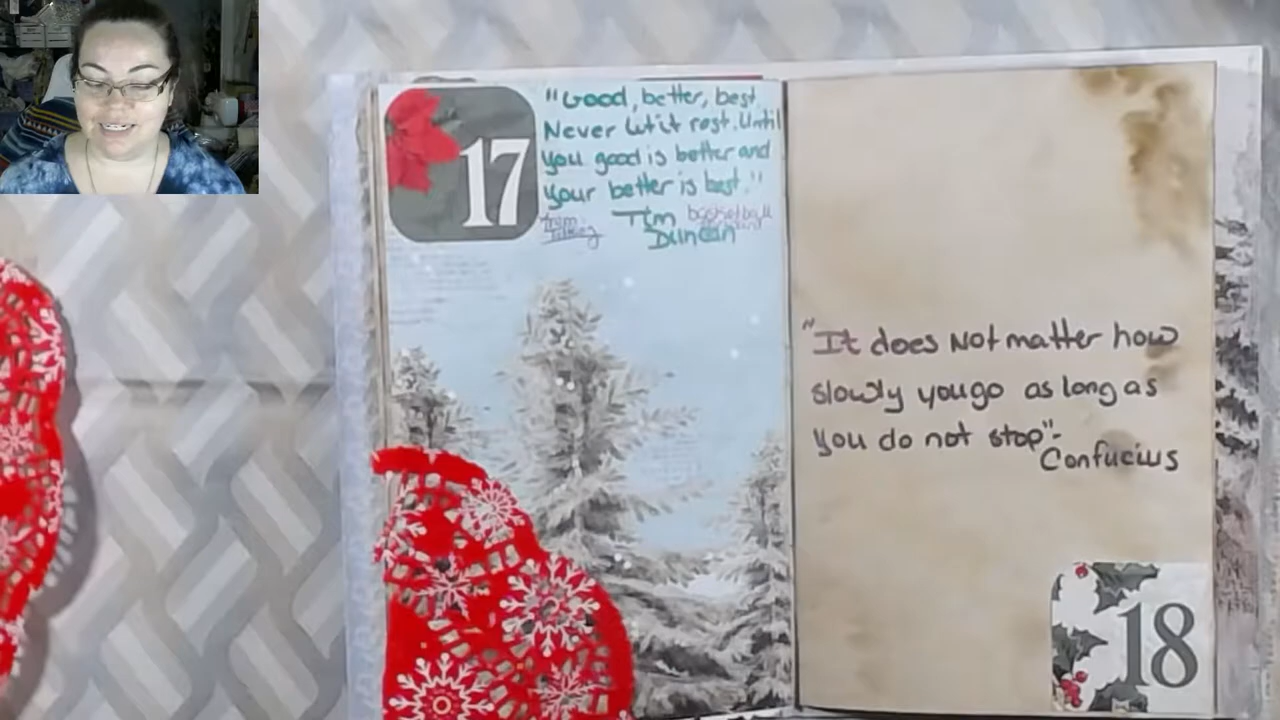 17
"Good, better, best
Never let it rest. Until
you good is better and
your better is best."
Tim basketball
Duncan
"It does Not matter how
slowly you go as long as
you do not stop"-
Confucius
18